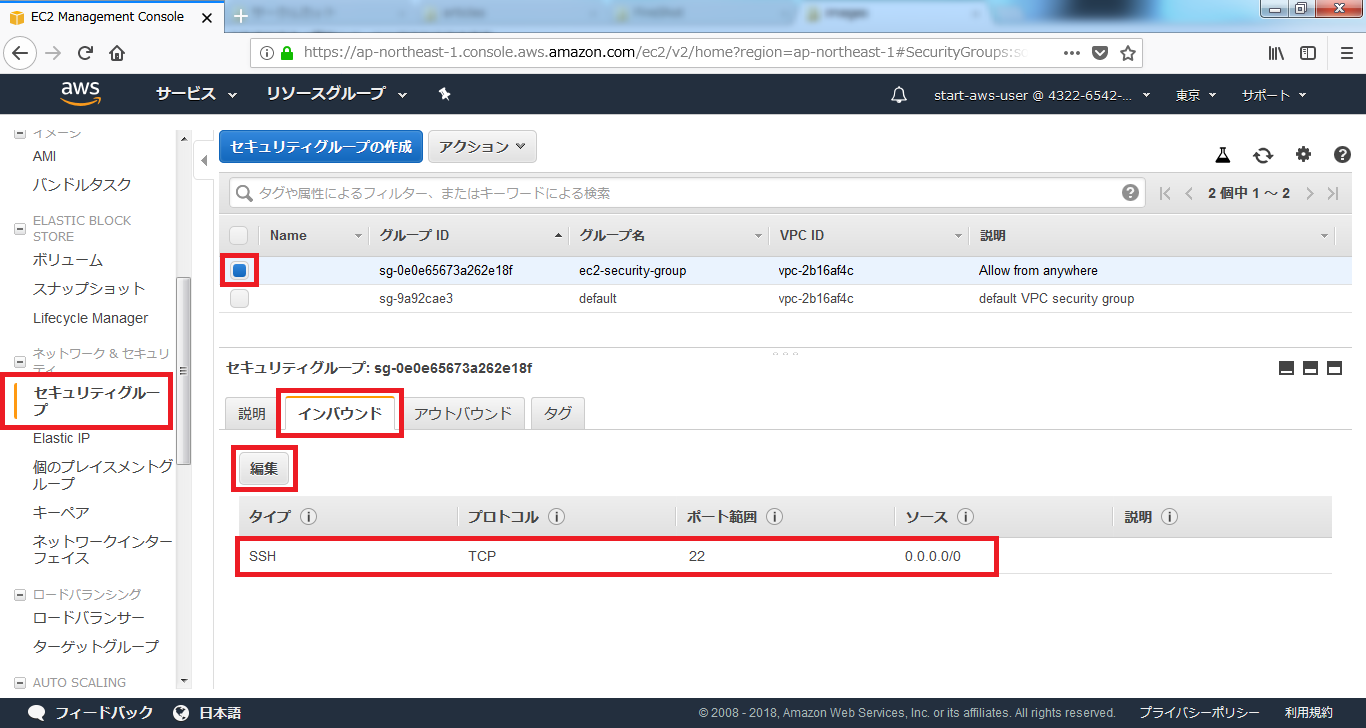 EC2 Management Console
https://ap-northeast-1.console.aws.amazon.com/ec2/v2/home?region=ap-northeast-1#SecurityGroups:
aws サービス リソースグループ start-aws-user @ 4322-6542-... 東京 サポート
イメージ
AMI
バンドルタスク
ELASTIC BLOCK
STORE
ボリューム
スナップショット
Lifecycle Manager
ネットワーク & セキュリ
ティ
セキュリティグルー
プ
Elastic IP
個のプレイスメントグ
ループ
キーペア
ネットワークインター
フェイス
ロードバランシング
ロードバランサー
ターゲットグループ
AUTO SCALING
セキュリティグループの作成 アクション
タグや属性によるフィルター、またはキーワードによる検索 2 個中 1 ～ 2
Name グループ ID グループ名 VPC ID 説明
sg-0e0e65673a262e18f ec2-security-group vpc-2b16af4c Allow from anywhere
sg-9a92cae3 default vpc-2b16af4c default VPC security group
セキュリティグループ: sg-0e0e65673a262e18f
説明 インバウンド アウトバウンド タグ
編集
タイプ プロトコル ポート範囲 ソース 説明
SSH TCP 22 0.0.0.0/0
フィードバック 日本語 © 2008 - 2018, Amazon Web Services, Inc. or its affiliates. All rights reserved. プライバシーポリシー 利用規約